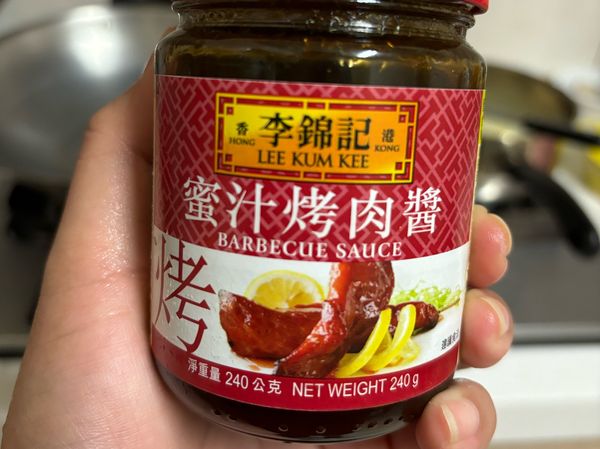 香 李錦記 港
HONG LEE KUM KEE KONG
蜜汁烤肉醬
BARBECUE SAUCE
烤
淨重量 240 公克 NET WEIGHT 240 g